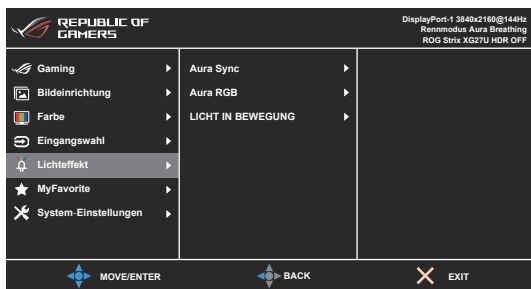 REPUBLIC OF
GAMERS
DisplayPort-1 3840x2160@144Hz
Rennmodus Aura Breathing
ROG Strix XG27U HDR OFF
Gaming
Bildeinrichtung
Farbe
Eingangswahl
Lichteffekt
MyFavorite
System-Einstellungen
Aura Sync
Aura RGB
LICHT IN BEWEGUNG
MOVE/ENTER
BACK
EXIT